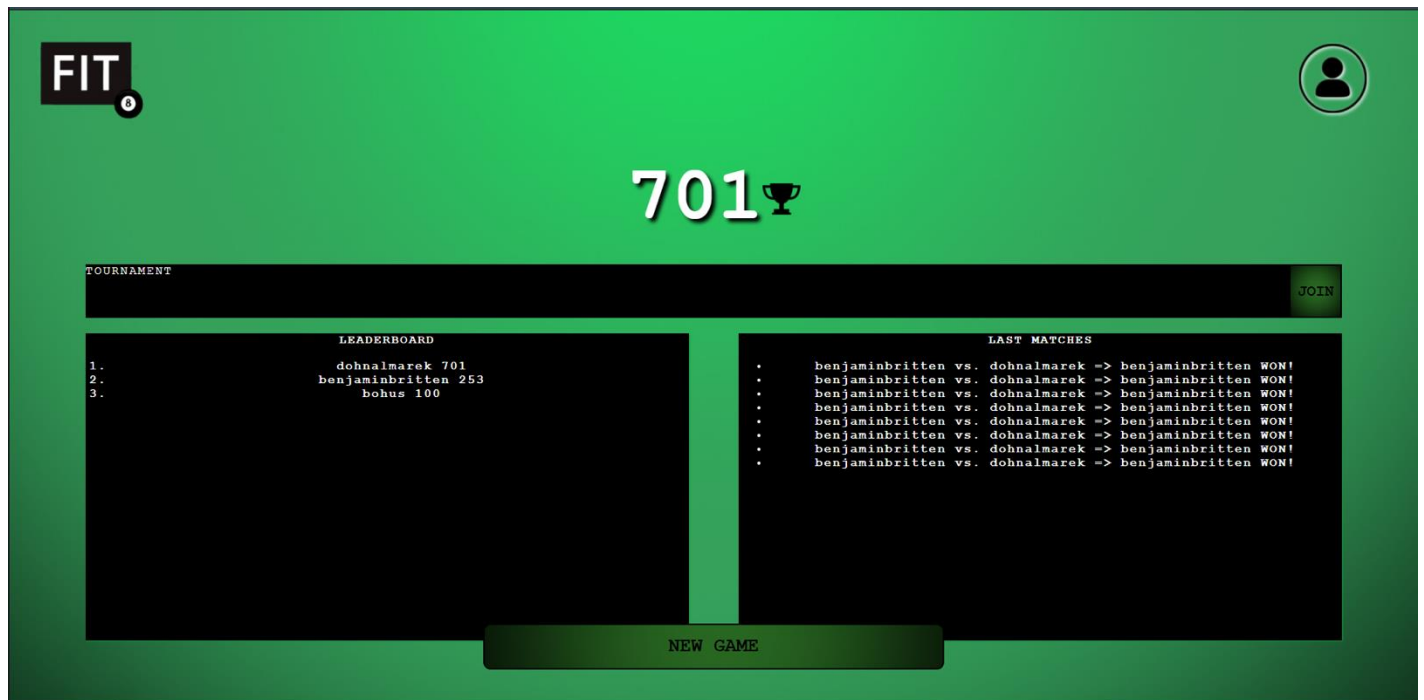 FIT
8
701
TOURNAMENT
JOIN
LEADERBOARD
1. dohnalmarek 701
2. benjaminbritten 253
3. bohus 100
LAST MATCHES
• benjaminbritten vs. dohnalmarek => benjaminbritten WON!
• benjaminbritten vs. dohnalmarek => benjaminbritten WON!
• benjaminbritten vs. dohnalmarek => benjaminbritten WON!
• benjaminbritten vs. dohnalmarek => benjaminbritten WON!
• benjaminbritten vs. dohnalmarek => benjaminbritten WON!
• benjaminbritten vs. dohnalmarek => benjaminbritten WON!
• benjaminbritten vs. dohnalmarek => benjaminbritten WON!
• benjaminbritten vs. dohnalmarek => benjaminbritten WON!
NEW GAME